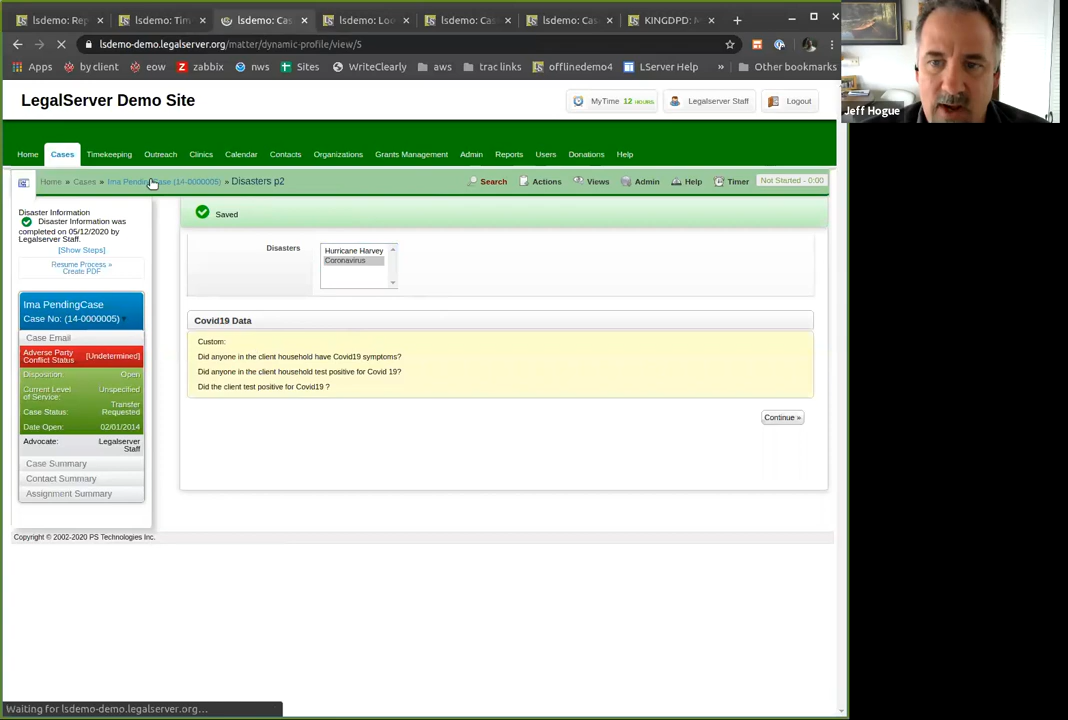 lsdemo: Rep
lsdemo: Tim
lsdemo: Cas
lsdemo: Loo
lsdemo: Cas
lsdemo: Cas
KINGDPD: M
lsdemo-demo.legalserver.org/matter/dynamic-profile/view/5
Apps
by client
eow
zabbix
nws
Sites
WriteClearly
aws
trac links
offlinedemo4
LServer Help
»
Other bookmarks
LegalServer Demo Site
MyTime 12 HOURS
Legalserver Staff
Logout
Jeff Hogue
Home
Cases
Timekeeping
Outreach
Clinics
Calendar
Contacts
Organizations
Grants Management
Admin
Reports
Users
Donations
Help
Home » Cases » Ima PendingCase (14-0000005) » Disasters p2
Search
Actions
Views
Admin
Help
Timer
Not Started - 0:00
Disaster Information
Disaster Information was
completed on 05/12/2020 by
Legalserver Staff.
[Show Steps]
Resume Process »
Create PDF
Saved
Disasters
Hurricane Harvey
Coronavirus
Ima PendingCase
Case No: (14-0000005)
Case Email
Adverse Party
Conflict Status
[Undetermined]
Disposition:
Open
Current Level
of Service:
Unspecified
Case Status:
Transfer
Requested
Date Open:
02/01/2014
Advocate:
Legalserver
Staff
Case Summary
Contact Summary
Assignment Summary
Covid19 Data
Custom:
Did anyone in the client household have Covid19 symptoms?
Did anyone in the client household test positive for Covid 19?
Did the client test positive for Covid19 ?
Continue »
Copyright © 2002-2020 PS Technologies Inc.
Waiting for lsdemo-demo.legalserver.org...